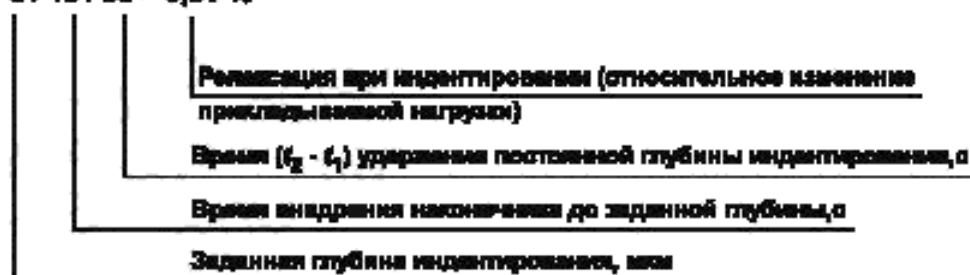 Релаксация при индентировании (относительное изменение
прикладываемой нагрузки)
Время (t₂ - t₁) удержания постоянной глубины индентирования, с
Время внедрения наконечника до заданной глубины, с
Заданная глубина индентирования, мкм